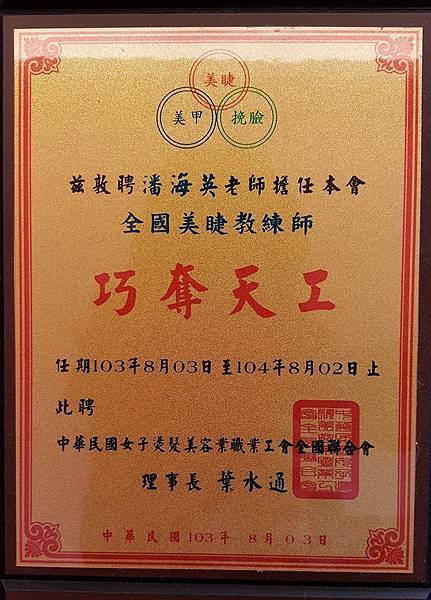 美睫
美甲
挽臉
茲敦聘潘海英老師擔任本會
全國美睫教練師
巧奪天工
任期103年8月03日至104年8月02日止
此聘
中華民國女子燙髮美容業職業工會全國聯合會
理事長 葉水通
中華民國103年 8月03日